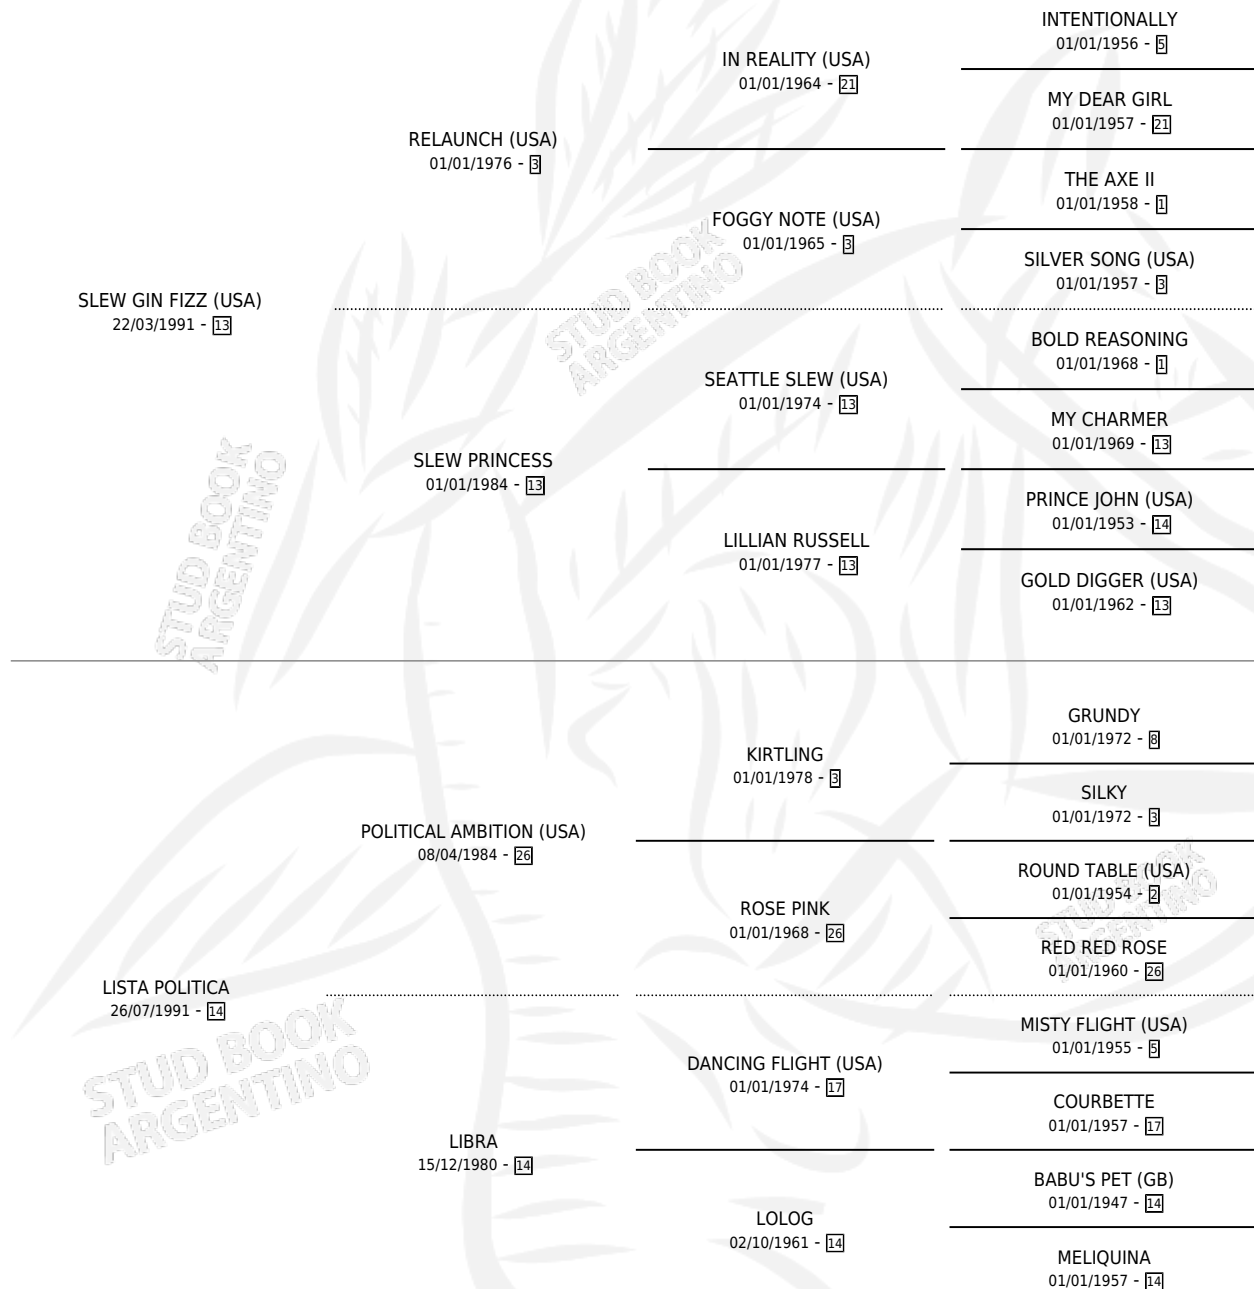 INTENTIONALLY
01/01/1956 - 5
IN REALITY (USA)
01/01/1964 - 21
MY DEAR GIRL
01/01/1957 - 21
RELAUNCH (USA)
01/01/1976 - 3
THE AXE II
01/01/1958 - 1
FOGGY NOTE (USA)
01/01/1965 - 3
SILVER SONG (USA)
01/01/1957 - 3
SLEW GIN FIZZ (USA)
22/03/1991 - 13
BOLD REASONING
01/01/1968 - 1
SEATTLE SLEW (USA)
01/01/1974 - 13
MY CHARMER
01/01/1969 - 13
SLEW PRINCESS
01/01/1984 - 13
PRINCE JOHN (USA)
01/01/1953 - 14
LILLIAN RUSSELL
01/01/1977 - 13
GOLD DIGGER (USA)
01/01/1962 - 13
GRUNDY
01/01/1972 - 8
KIRTLING
01/01/1978 - 3
SILKY
01/01/1972 - 3
POLITICAL AMBITION (USA)
08/04/1984 - 26
ROUND TABLE (USA)
01/01/1954 - 2
ROSE PINK
01/01/1968 - 26
RED RED ROSE
01/01/1960 - 26
LISTA POLITICA
26/07/1991 - 14
MISTY FLIGHT (USA)
01/01/1955 - 5
DANCING FLIGHT (USA)
01/01/1974 - 17
COURBETTE
01/01/1957 - 17
LIBRA
15/12/1980 - 14
BABU'S PET (GB)
01/01/1947 - 14
LOLOG
02/10/1961 - 14
MELIQUINA
01/01/1957 - 14
STUD BOOK
ARGENTINO
STUD BOOK
ARGENTINO
STUD BOOK
ARGENTINO
STUD BOOK
ARGENTINO